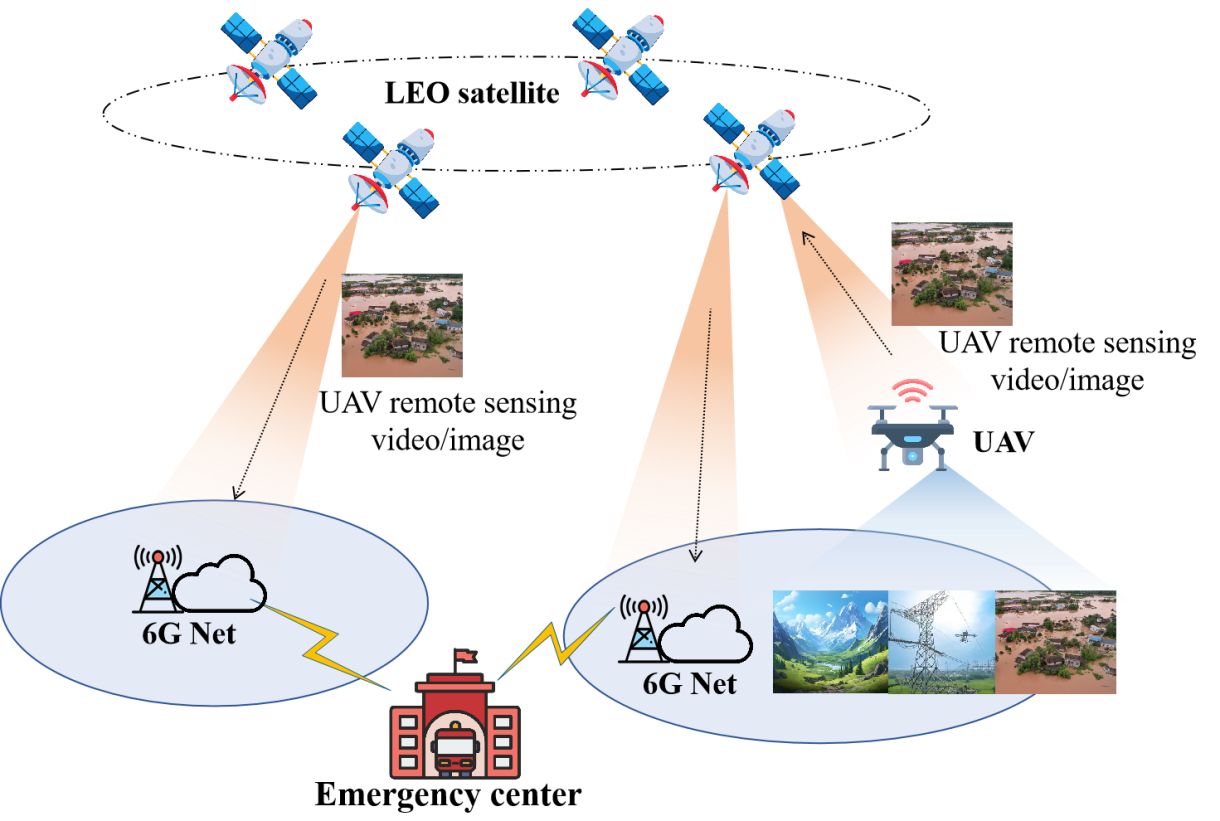 LEO satellite
UAV remote sensing
video/image
UAV remote sensing
video/image
UAV
6G Net
6G Net
Emergency center